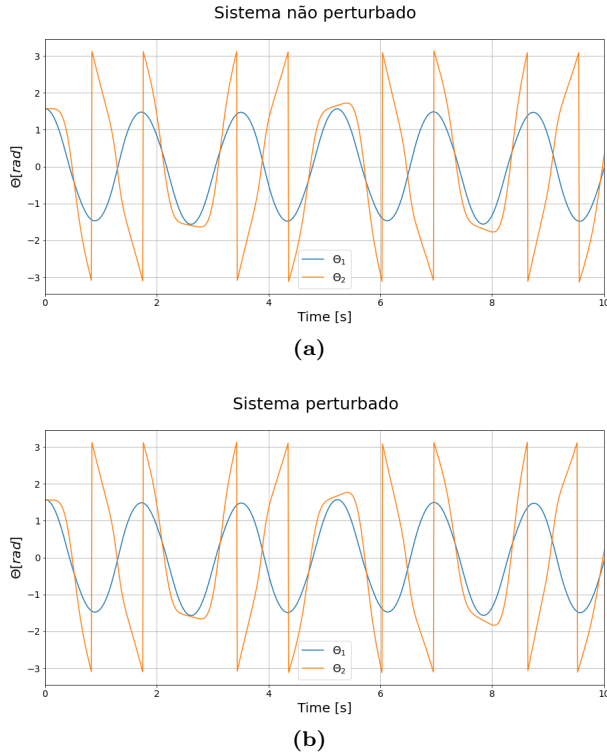 Sistema não perturbado
3
2
1
0
−1
−2
−3
Θ[rad]
Θ₁
Θ₂
0 2 4 6 8 10
Time [s]
(a)
Sistema perturbado
3
2
1
0
−1
−2
−3
Θ[rad]
Θ₁
Θ₂
0 2 4 6 8 10
Time [s]
(b)